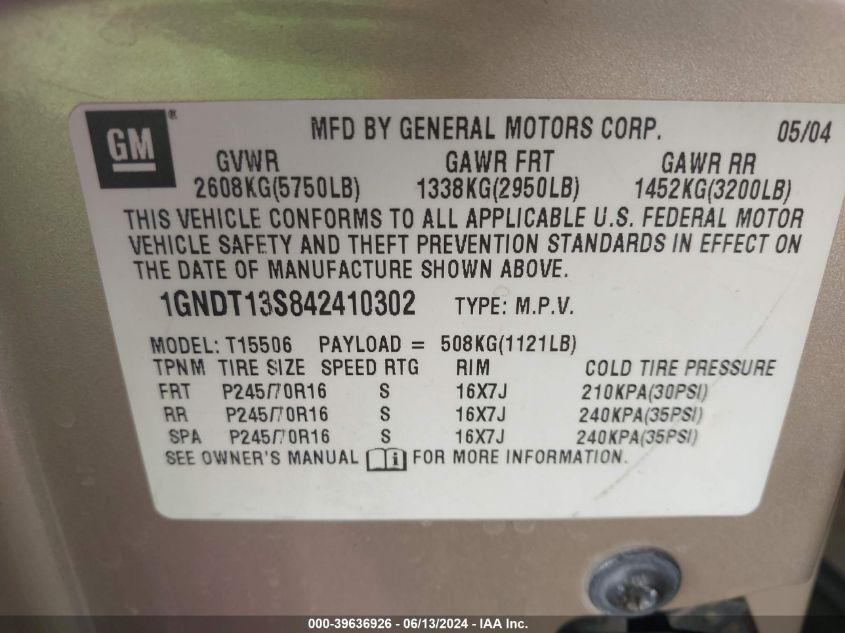 GM ® MFD BY GENERAL MOTORS CORP. 05/04
GVWR GAWR FRT GAWR RR
2608KG(5750LB) 1338KG(2950LB) 1452KG(3200LB)
THIS VEHICLE CONFORMS TO ALL APPLICABLE U.S. FEDERAL MOTOR
VEHICLE SAFETY AND THEFT PREVENTION STANDARDS IN EFFECT ON
THE DATE OF MANUFACTURE SHOWN ABOVE.
1GNDT13S842410302 TYPE: M.P.V.
MODEL: T15506 PAYLOAD = 508KG(1121LB)
TPNM TIRE SIZE SPEED RTG RIM COLD TIRE PRESSURE
FRT P245/70R16 S 16X7J 210KPA(30PSI)
RR P245/70R16 S 16X7J 240KPA(35PSI)
SPA P245/70R16 S 16X7J 240KPA(35PSI)
SEE OWNER'S MANUAL i FOR MORE INFORMATION.
000-39636926 - 06/13/2024 - IAA Inc.